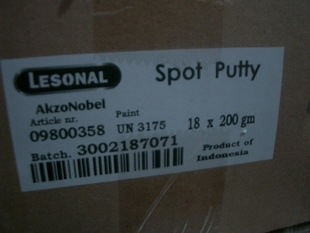 LESONAL Spot Putty
AkzoNobel
Article nr. Paint
09800358 UN 3175 18 x 200 gm
Batch. 3002187071
Product of
Indonesia